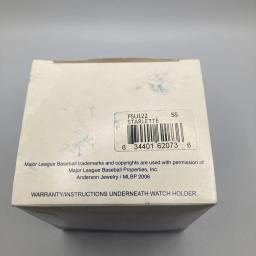 FSU122 SS
STARLETTE
6 34401 62073 6
Major League Baseball trademarks and copyrights are used with permission of
Major League Baseball Properties, Inc.
Anderson Jewelry / MLBP 2006
WARRANTY/INSTRUCTIONS UNDERNEATH WATCH HOLDER